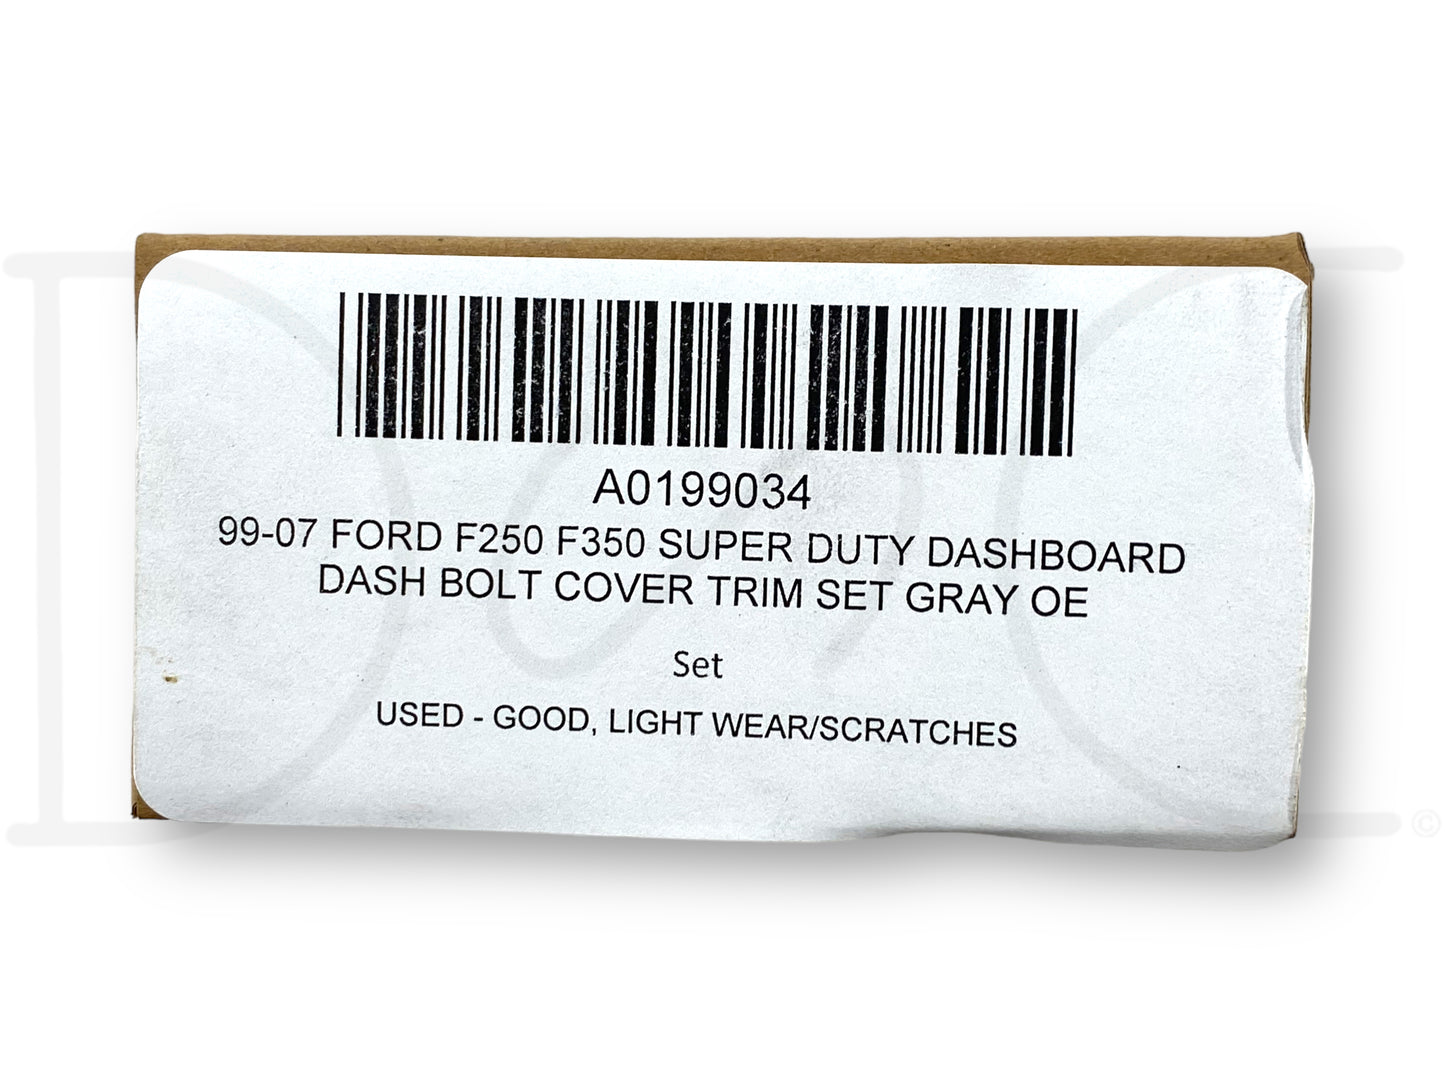 A0199034
99-07 FORD F250 F350 SUPER DUTY DASHBOARD
DASH BOLT COVER TRIM SET GRAY OE
Set
USED - GOOD, LIGHT WEAR/SCRATCHES
©